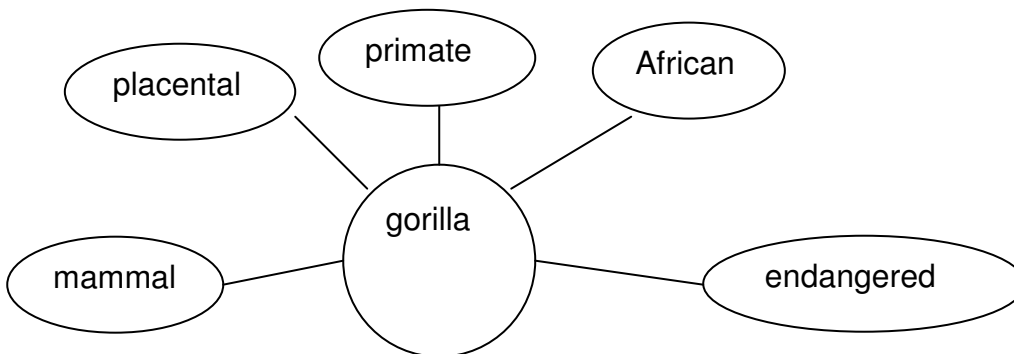 primate
African
placental
gorilla
mammal
endangered